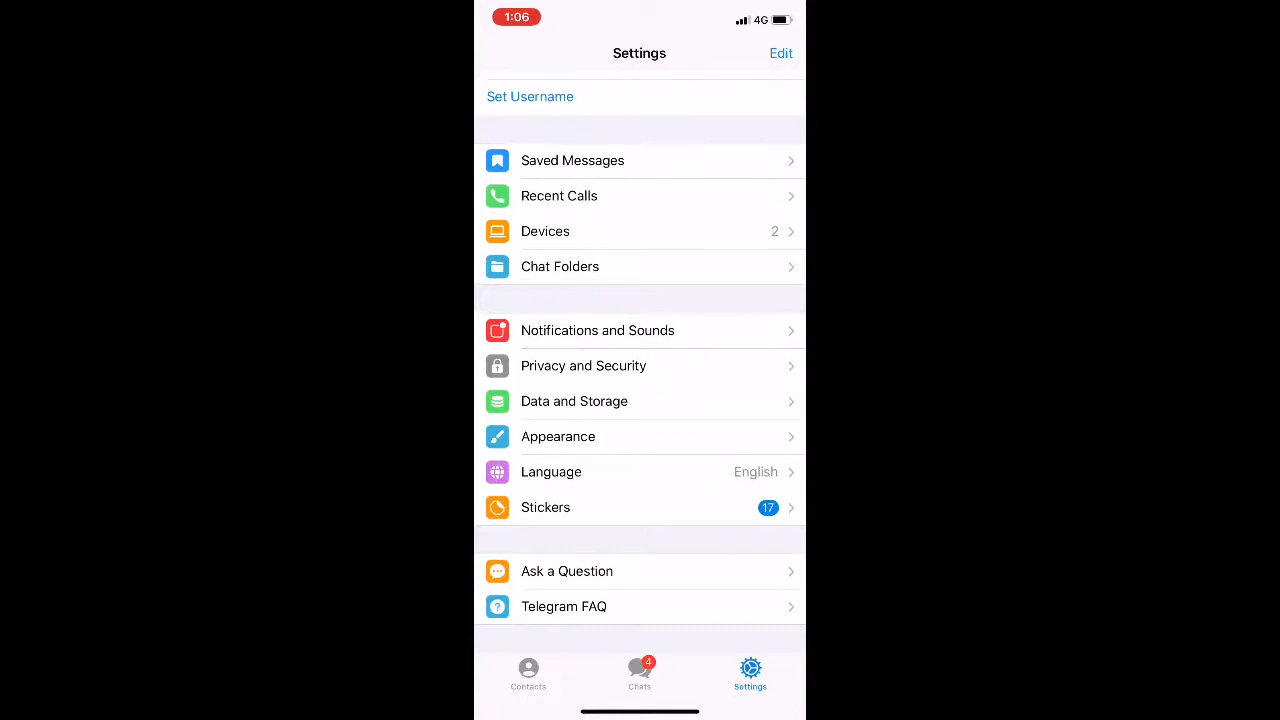 1:06
4G
Settings
Edit
Set Username
Saved Messages
Recent Calls
Devices 2
Chat Folders
Notifications and Sounds
Privacy and Security
Data and Storage
Appearance
Language English
Stickers 17
Ask a Question
Telegram FAQ
4
Contacts
Chats
Settings